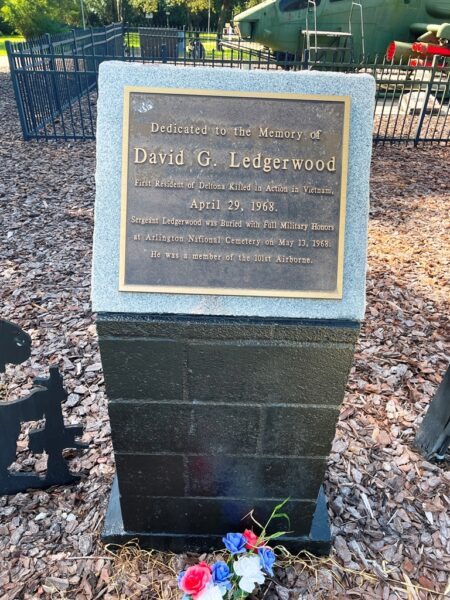 Dedicated to the Memory of
David G. Ledgerwood
First Resident of Deltona Killed in Action in Vietnam,
April 29, 1968.
Sergeant Ledgerwood was Buried with Full Military Honors
at Arlington National Cemetery on May 13, 1968.
He was a member of the 101st Airborne.